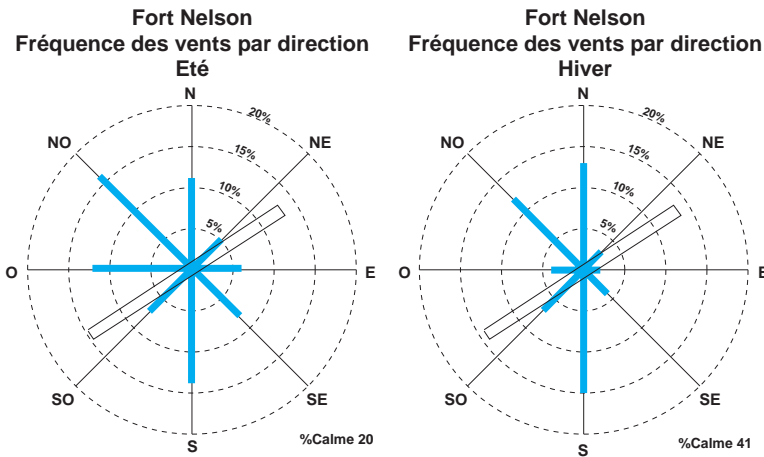 Fort Nelson
Fréquence des vents par direction
Eté
N
NO
NE
20%
15%
10%
5%
O
E
SO
SE
S
%Calme 20
Fort Nelson
Fréquence des vents par direction
Hiver
N
NO
NE
20%
15%
10%
5%
O
E
SO
SE
S
%Calme 41